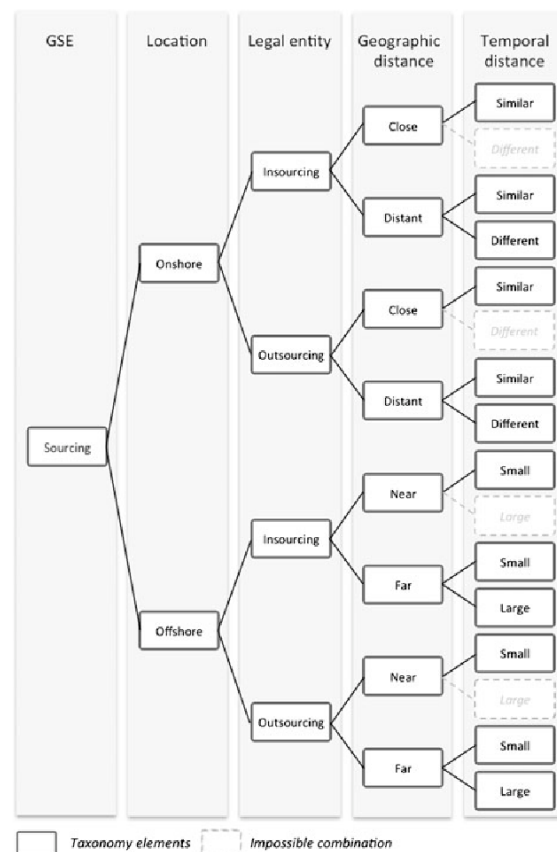 GSE
Location
Legal entity
Geographic
distance
Temporal
distance
Similar
Close
Different
Insourcing
Similar
Distant
Different
Onshore
Similar
Close
Different
Outsourcing
Similar
Distant
Different
Sourcing
Small
Near
Large
Insourcing
Small
Far
Large
Offshore
Small
Near
Large
Outsourcing
Small
Far
Large
Taxonomy elements
Impossible combination